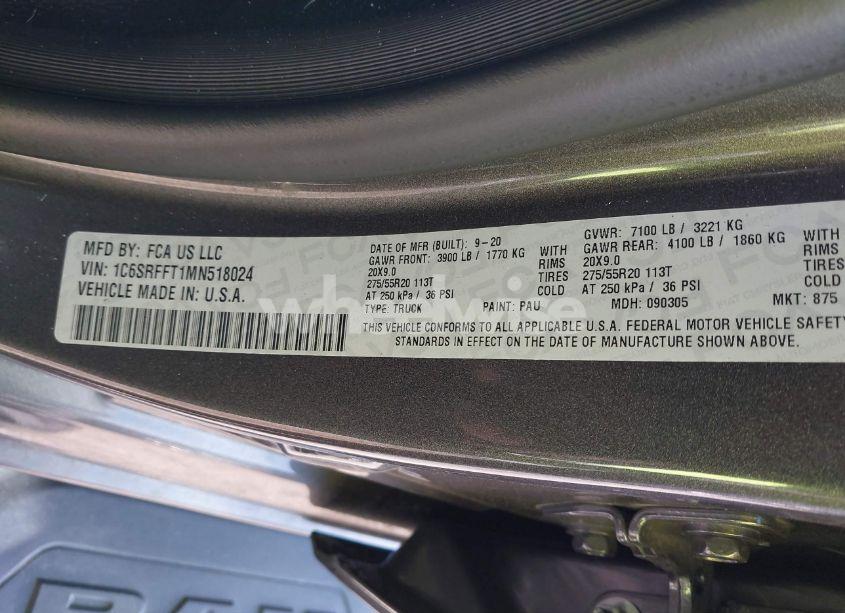 MFD BY: FCA US LLC
VIN: 1C6SRFFT1MN518024
VEHICLE MADE IN: U.S.A.
DATE OF MFR (BUILT): 9-20
GAWR FRONT: 3900 LB / 1770 KG WITH
20X9.0 RIMS
275/55R20 113T TIRES
AT 250 kPa / 36 PSI COLD
GVWR: 7100 LB / 3221 KG
GAWR REAR: 4100 LB / 1860 KG WITH
20X9.0 RIMS
275/55R20 113T TIRES
AT 250 kPa / 36 PSI COLD
TYPE: TRUCK PAINT: PAU MDH: 090305 MKT: 875
THIS VEHICLE CONFORMS TO ALL APPLICABLE U.S.A. FEDERAL MOTOR VEHICLE SAFETY
STANDARDS IN EFFECT ON THE DATE OF MANUFACTURE SHOWN ABOVE.
RAM